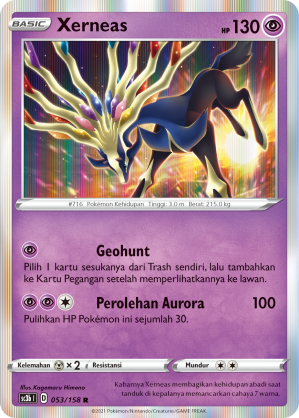 BASIC Xerneas HP 130
#716 Pokémon Kehidupan Tinggi: 3.0 m Berat: 215.0 kg
Geohunt
Pilih 1 kartu sesukanya dari Trash sendiri, lalu tambahkan
ke Kartu Pegangan setelah memperlihatkannya ke lawan.
Perolehan Aurora 100
Pulihkan HP Pokémon ini sejumlah 30.
Kelemahan ×2 Resistansi Mundur
Ilus.Kagemaru Himeno
sc3b I D 053/158 R
Kabarnya Xerneas membagikan kehidupan abadi saat
tanduk di kepalanya memancarkan cahaya 7 warna.
©2021 Pokémon/Nintendo/Creatures/GAME FREAK.